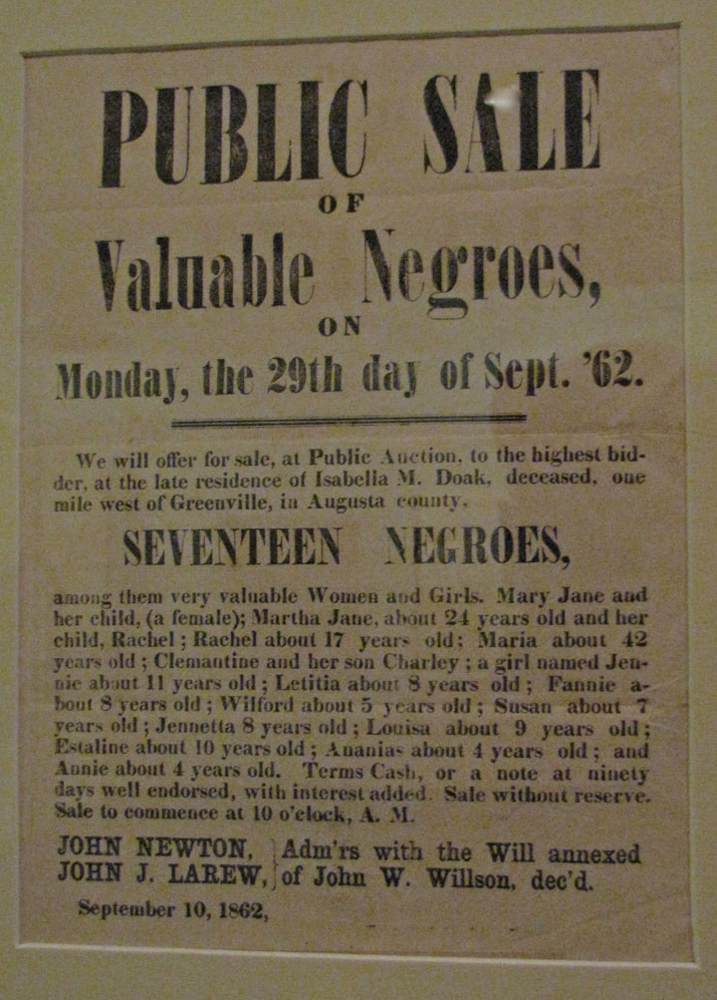 PUBLIC SALE
OF
Valuable Negroes,
ON
Monday, the 29th day of Sept. '62.
We will offer for sale, at Public Auction, to the highest bid-
der, at the late residence of Isabella M. Doak, deceased, one
mile west of Greenville, in Augusta county,
SEVENTEEN NEGROES,
among them very valuable Women and Girls. Mary Jane and
her child, (a female); Martha Jane, about 24 years old and her
child, Rachel; Rachel about 17 years old; Maria about 42
years old; Clemantine and her son Charley; a girl named Jen-
nie about 11 years old; Letitia about 8 years old; Fannie a-
bout 8 years old; Wilford about 5 years old; Susan about 7
years old; Jennetta 8 years old; Louisa about 9 years old;
Estaline about 10 years old; Ananias about 4 years old; and
Annie about 4 years old. Terms Cash, or a note at ninety
days well endorsed, with interest added. Sale without reserve.
Sale to commence at 10 o'clock, A. M.
JOHN NEWTON, } Adm'rs with the Will annexed
JOHN J. LAREW, } of John W. Willson, dec'd.
September 10, 1862,